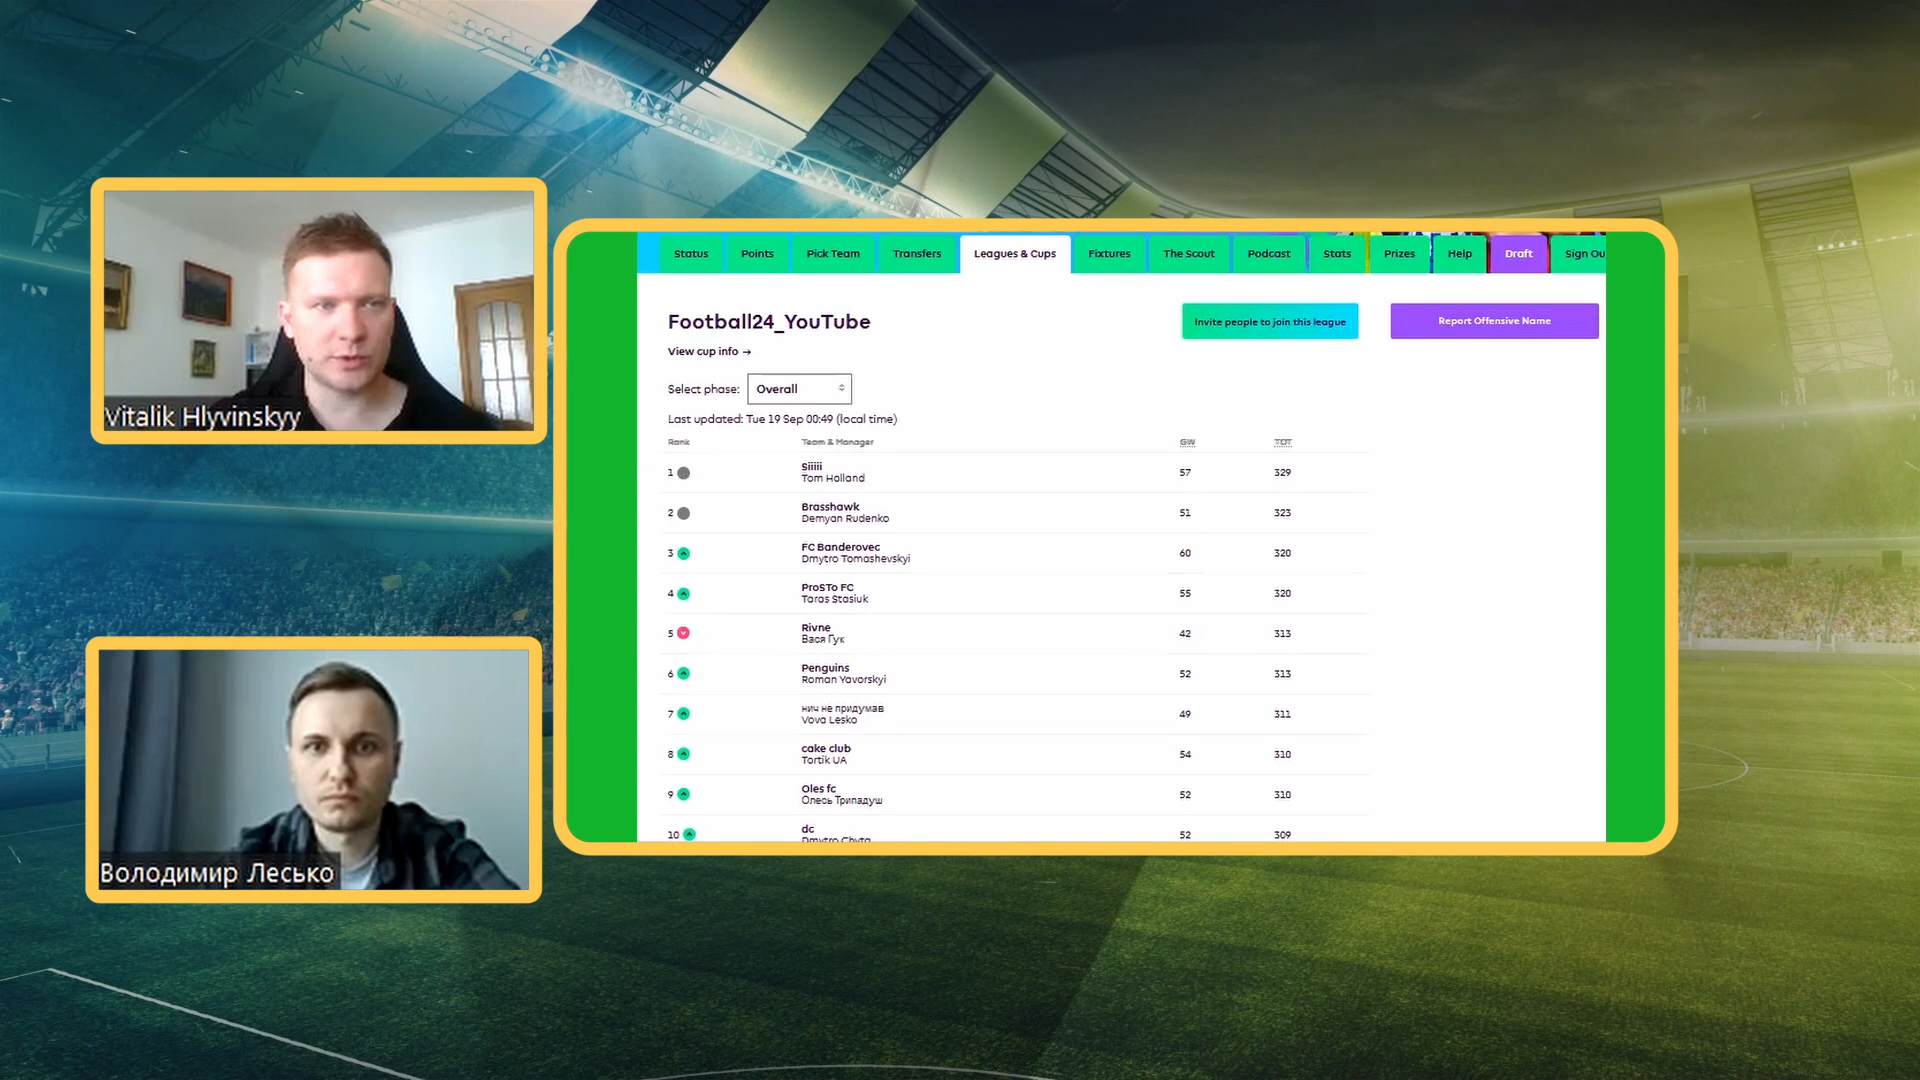 Vitalik Hlyvinskyy
Володимир Лесько
Status Points Pick Team Transfers Leagues & Cups Fixtures The Scout Podcast Stats Prizes Help Draft Sign Ou
Football24_YouTube
Invite people to join this league
Report Offensive Name
View cup info →
Select phase: Overall
Last updated: Tue 19 Sep 00:49 (local time)
Rank Team & Manager GW TOT
1 Siiiii 57 329
Tom Holland
2 Brasshawk 51 323
Demyan Rudenko
3 FC Banderovec 60 320
Dmytro Tomashevskyi
4 ProSTo FC 55 320
Taras Stasiuk
5 Rivne 42 313
Вася Гук
6 Penguins 52 313
Roman Yavorskyi
7 нич не придумав 49 311
Vova Lesko
8 cake club 54 310
Tortik UA
9 Oles fc 52 310
Олесь Трипадуш
10 dc 52 309
Dmytro Chyta